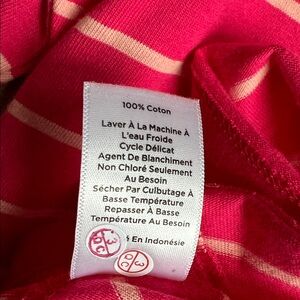 100% Coton
Laver À La Machine À
L'eau Froide
Cycle Délicat
Agent De Blanchiment
Non Chloré Seulement
Au Besoin
Sécher Par Culbutage À
Basse Température
Repasser À Basse
Température Au Besoin
En Indonésie